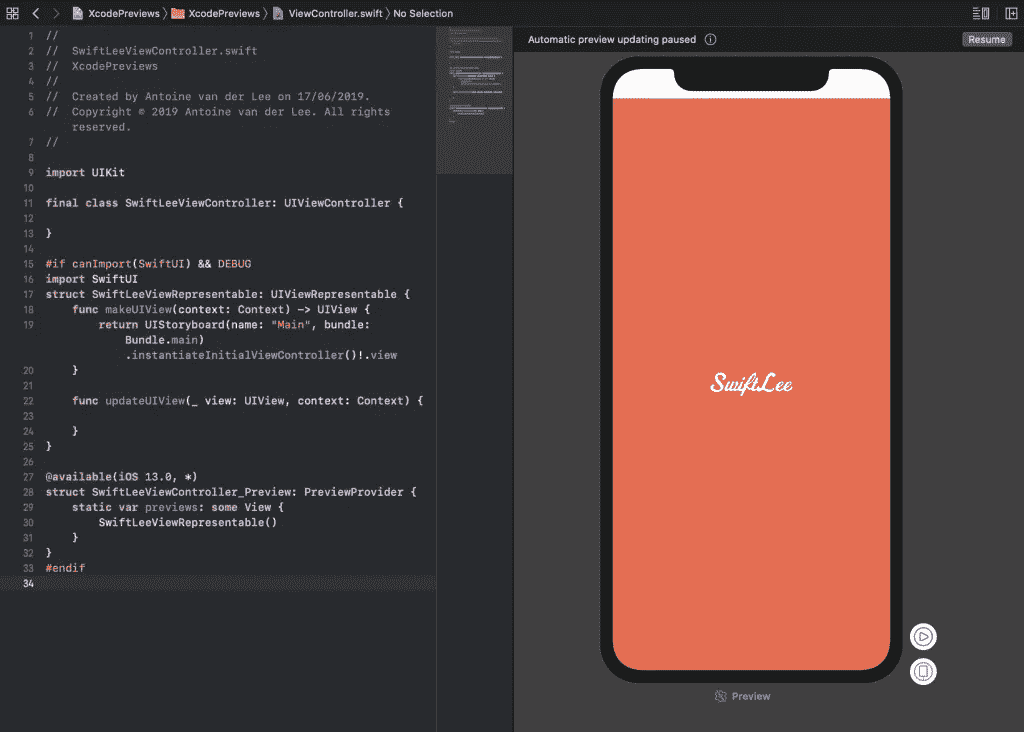 XcodePreviews XcodePreviews ViewController.swift No Selection
1 //
2 // SwiftLeeViewController.swift
3 // XcodePreviews
4 //
5 // Created by Antoine van der Lee on 17/06/2019.
6 // Copyright © 2019 Antoine van der Lee. All rights
reserved.
7 //
8
9 import UIKit
10
11 final class SwiftLeeViewController: UIViewController {
12
13 }
14
15 #if canImport(SwiftUI) && DEBUG
16 import SwiftUI
17 struct SwiftLeeViewRepresentable: UIViewRepresentable {
18 func makeUIView(context: Context) -> UIView {
19 return UIStoryboard(name: "Main", bundle:
Bundle.main)
.instantiateInitialViewController()!.view
20 }
21
22 func updateUIView(_ view: UIView, context: Context) {
23
24 }
25 }
26
27 @available(iOS 13.0, *)
28 struct SwiftLeeViewController_Preview: PreviewProvider {
29 static var previews: some View {
30 SwiftLeeViewRepresentable()
31 }
32 }
33 #endif
34
Automatic preview updating paused
Resume
SwiftLee
Preview